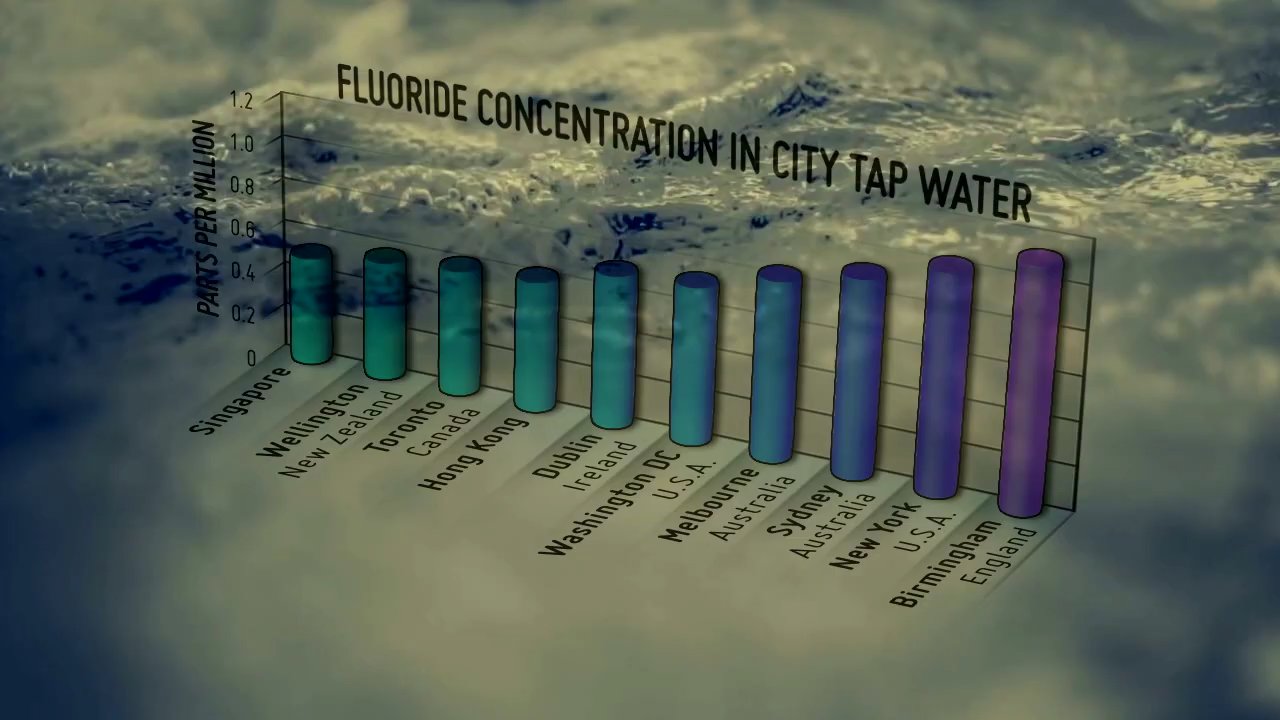 FLUORIDE CONCENTRATION IN CITY TAP WATER
PARTS PER MILLION
1.2
1.0
0.8
0.6
0.4
0.2
0
Singapore
Wellington
New Zealand
Toronto
Canada
Hong Kong
Dublin
Ireland
Washington DC
U.S.A.
Melbourne
Australia
Sydney
Australia
New York
U.S.A.
Birmingham
England